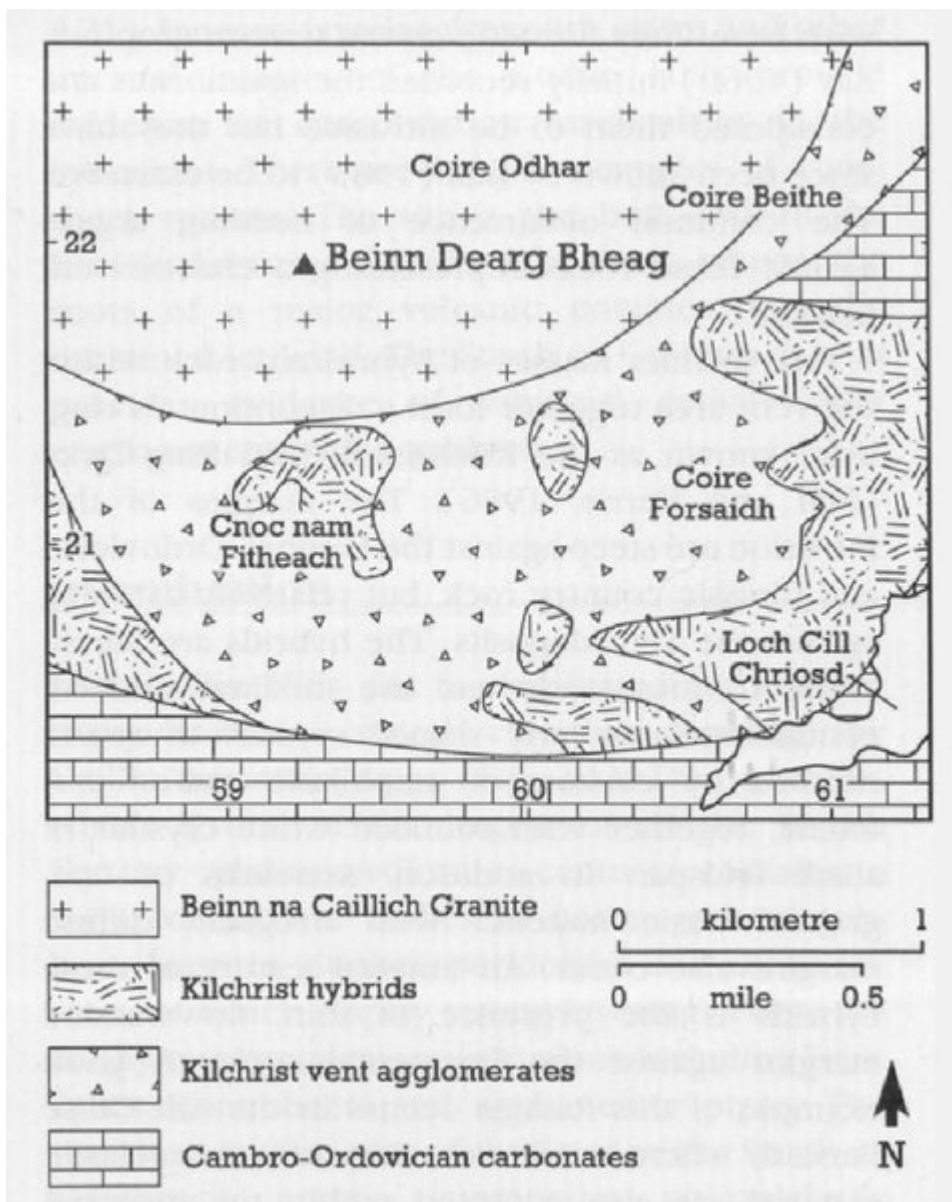 Coire Odhar
Coire Beithe
22
Beinn Dearg Bheag
Coire
Forsaidh
Cnoc nam
Fitheach
21
Loch Cill
Chriosd
59
60
61
Beinn na Caillich Granite
0 kilometre 1
Kilchrist hybrids
0 mile 0.5
Kilchrist vent agglomerates
Cambro-Ordovician carbonates
N